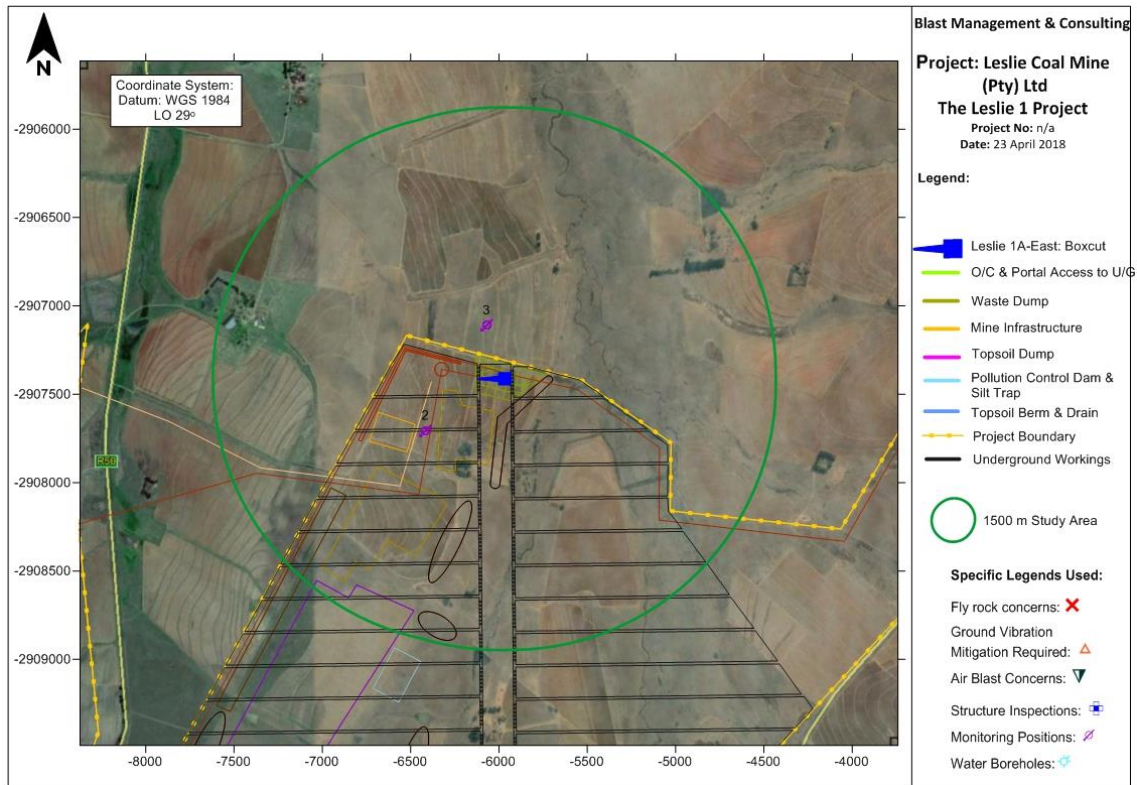 N
Coordinate System:
Datum: WGS 1984
LO 29º
-2906000
-2906500
-2907000
-2907500
-2908000
-2908500
-2909000
3
2
R50
-8000
-7500
-7000
-6500
-6000
-5500
-5000
-4500
-4000
Blast Management & Consulting
Project: Leslie Coal Mine
(Pty) Ltd
The Leslie 1 Project
Project No: n/a
Date: 23 April 2018
Legend:
Leslie 1A-East: Boxcut
O/C & Portal Access to U/G
Waste Dump
Mine Infrastructure
Topsoil Dump
Pollution Control Dam &
Silt Trap
Topsoil Berm & Drain
Project Boundary
Underground Workings
1500 m Study Area
Specific Legends Used:
Fly rock concerns:
Ground Vibration
Mitigation Required:
Air Blast Concerns:
Structure Inspections:
Monitoring Positions:
Water Boreholes: